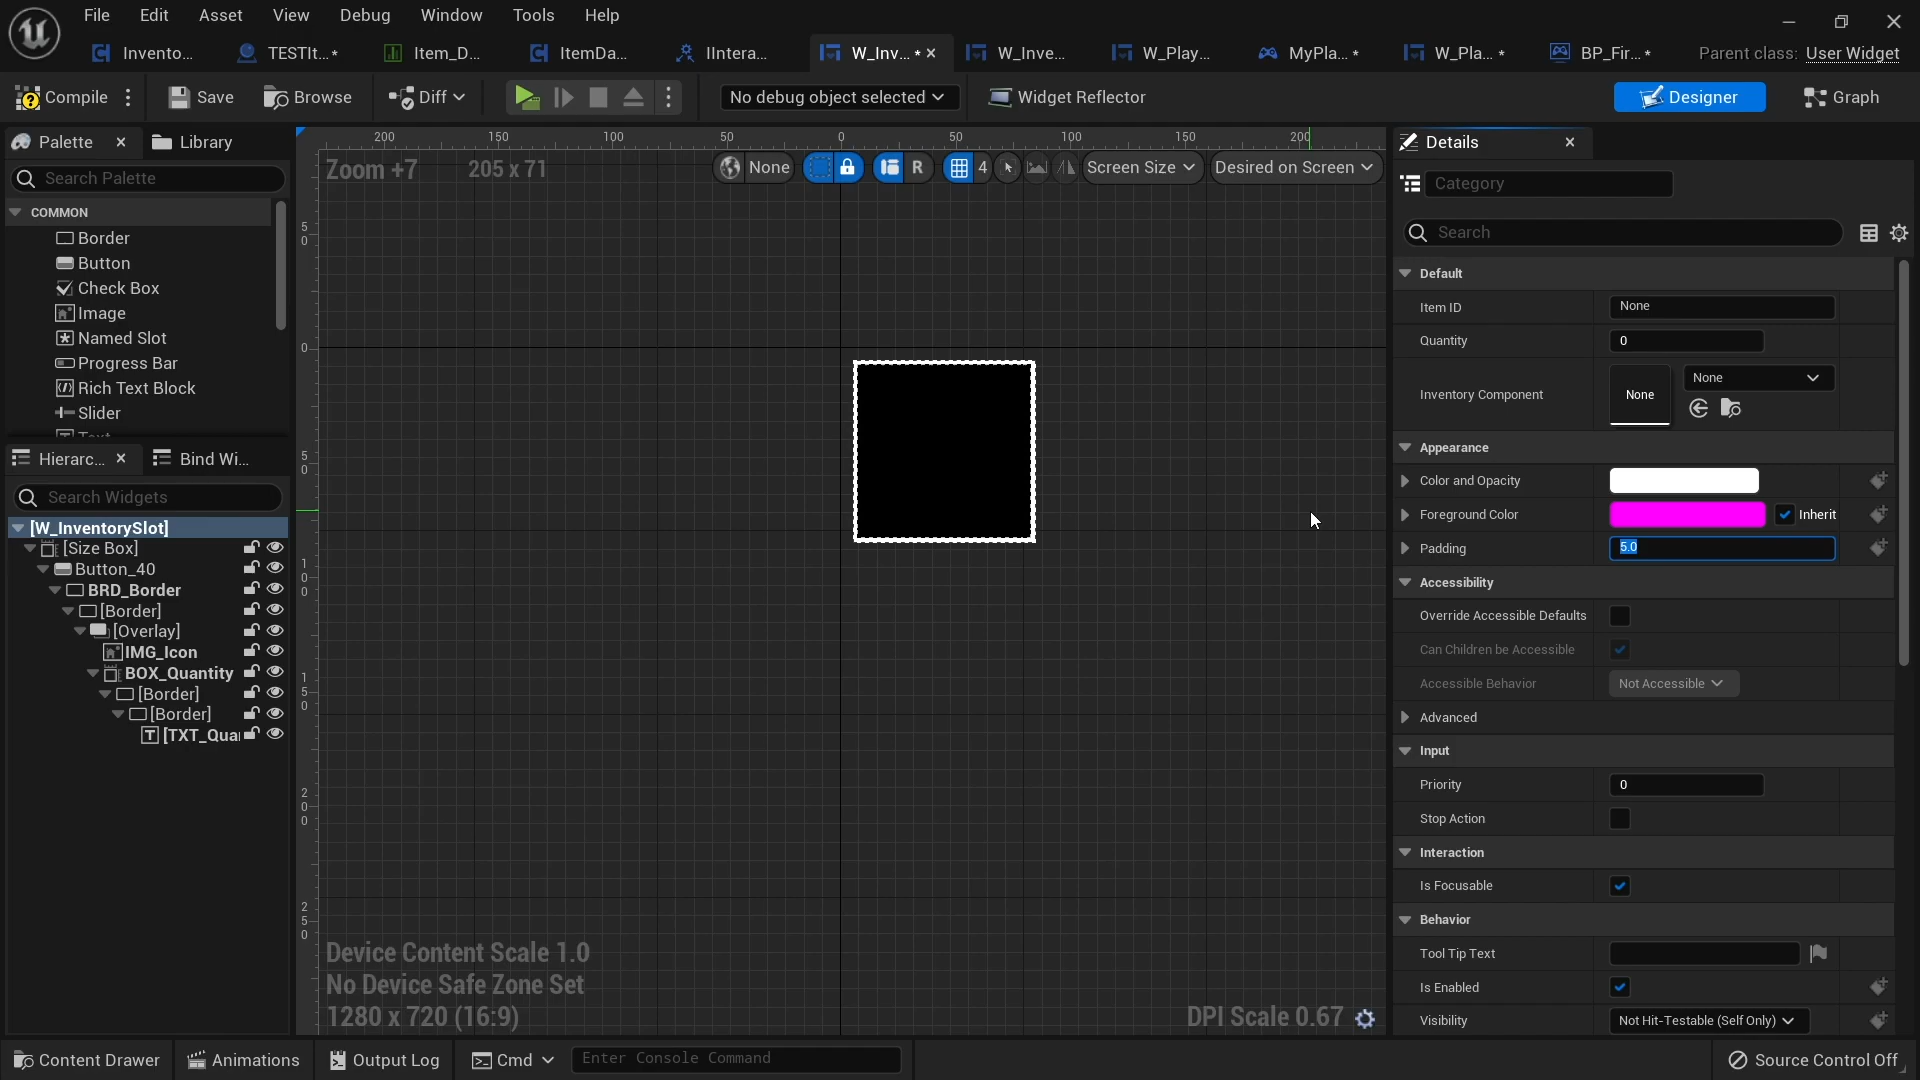 File Edit Asset View Debug Window Tools Help
Invento... TESTIt...* Item_D... ItemDa... IIntera... W_Inv...* W_Inve... W_Play... MyPla...* W_Pla...* BP_Fir...* Parent class: User Widget
Compile Save Browse Diff No debug object selected Widget Reflector Designer Graph
Palette Library
Search Palette
COMMON
Border
Button
Check Box
Image
Named Slot
Progress Bar
Rich Text Block
Slider
Text
Hierarc... Bind Wi...
Search Widgets
[W_InventorySlot]
[Size Box]
Button_40
BRD_Border
[Border]
[Overlay]
IMG_Icon
BOX_Quantity
[Border]
[Border]
[TXT_Qua
200 150 100 50 0 50 100 150 200
Zoom +7 205 x 71 None R 4 Screen Size Desired on Screen
50
0
50
100
150
200
250
Device Content Scale 1.0
No Device Safe Zone Set
1280 x 720 (16:9) DPI Scale 0.67
Details
Category
Search
Default
Item ID None
Quantity 0
Inventory Component None None
Appearance
Color and Opacity
Foreground Color Inherit
Padding 5.0
Accessibility
Override Accessible Defaults
Can Children be Accessible
Accessible Behavior Not Accessible
Advanced
Input
Priority 0
Stop Action
Interaction
Is Focusable
Behavior
Tool Tip Text
Is Enabled
Visibility Not Hit-Testable (Self Only)
Content Drawer Animations Output Log Cmd Enter Console Command Source Control Off